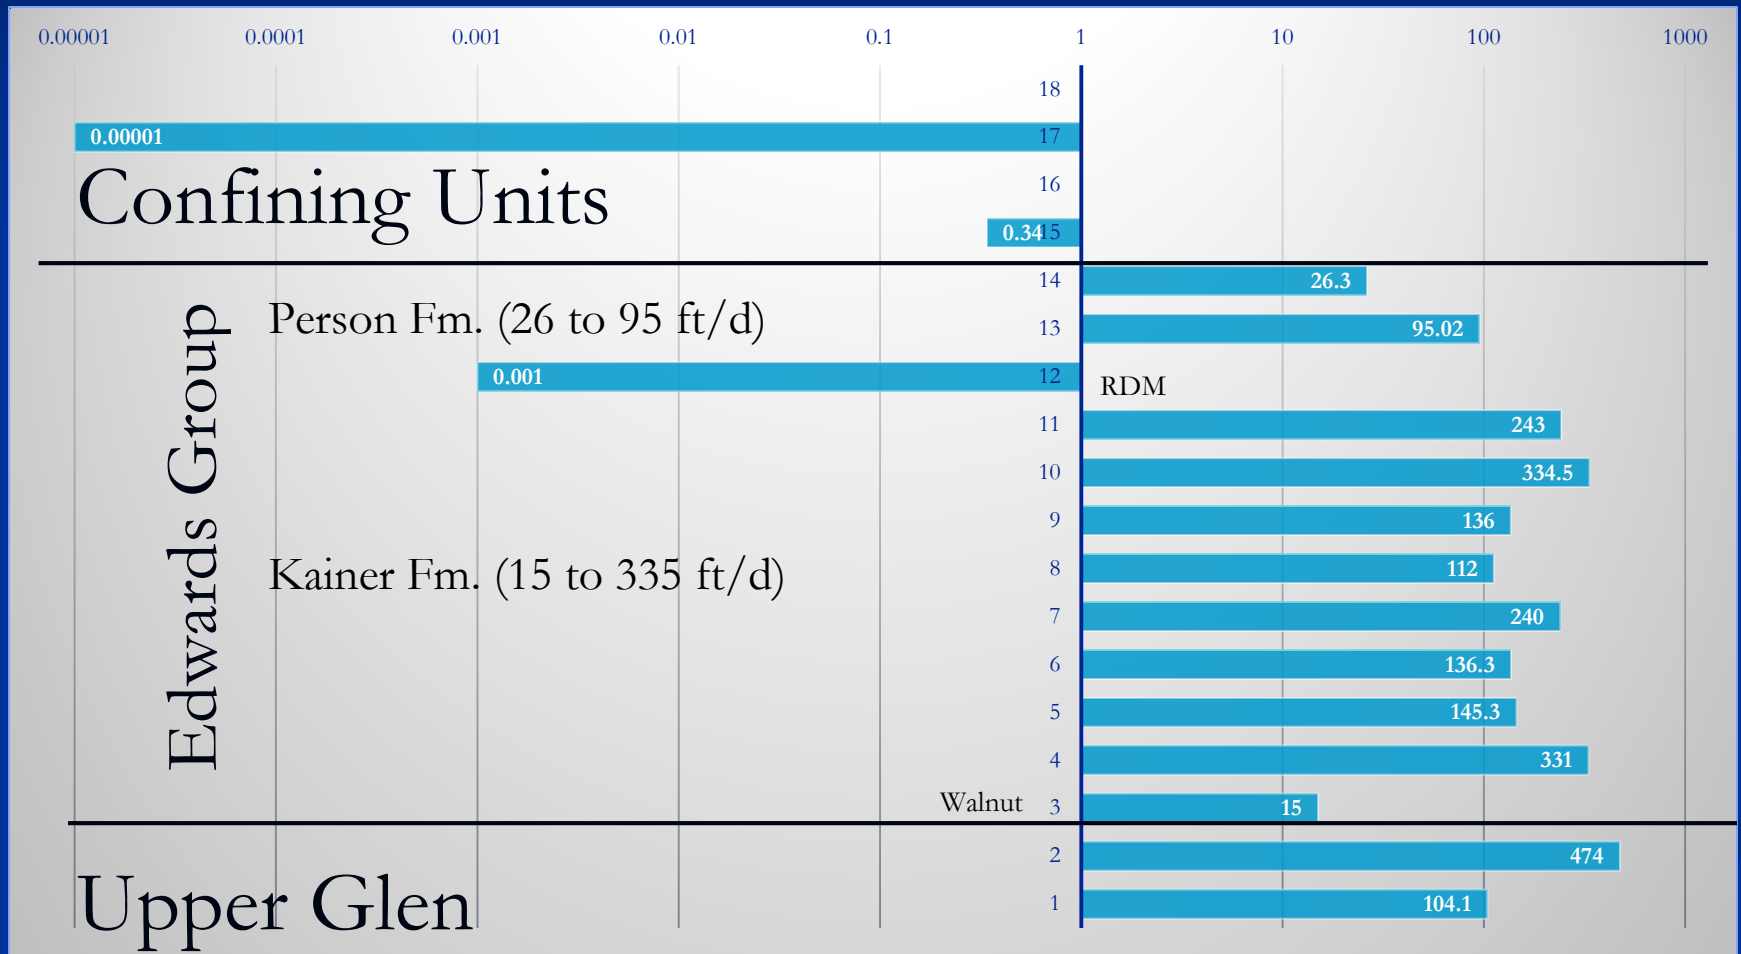 0.00001 0.0001 0.001 0.01 0.1 1 10 100 1000
18
0.00001 17
Confining Units
16
0.34 15
14 26.3
Person Fm. (26 to 95 ft/d)
13 95.02
0.001 12 RDM
11 243
10 334.5
9 136
8 112
Kainer Fm. (15 to 335 ft/d)
7 240
6 136.3
5 145.3
4 331
Walnut 3 15
Edwards Group
2 474
Upper Glen
1 104.1